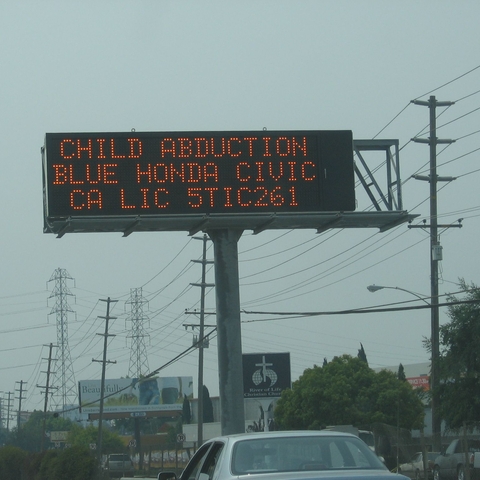 CHILD ABDUCTION
BLUE HONDA CIVIC
CA LIC 5TIC261